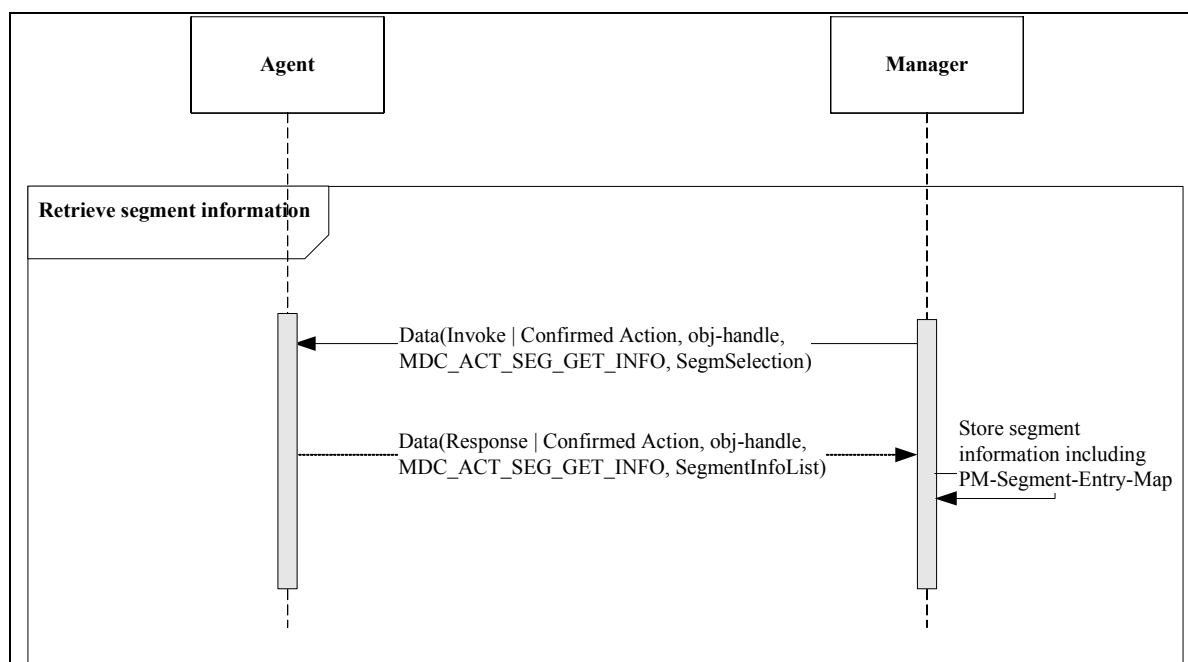 Agent
Manager
Retrieve segment information
Data(Invoke | Confirmed Action, obj-handle,
MDC_ACT_SEG_GET_INFO, SegmSelection)
Data(Response | Confirmed Action, obj-handle,
MDC_ACT_SEG_GET_INFO, SegmentInfoList)
Store segment
information including
PM-Segment-Entry-Map